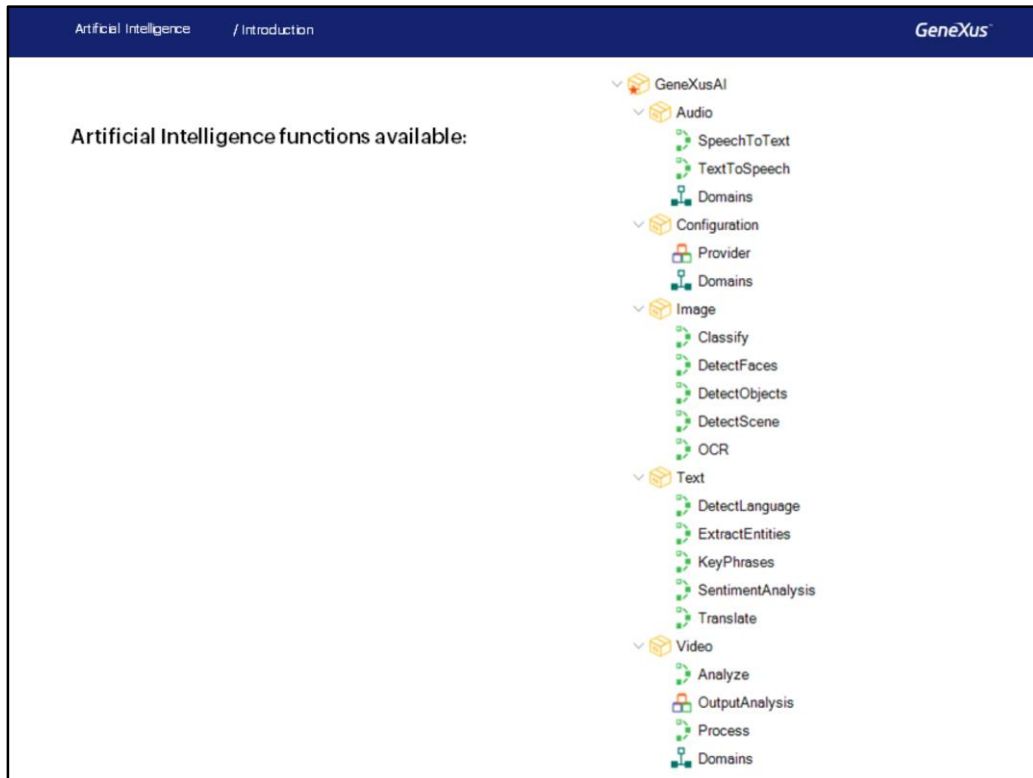 Artificial Intelligence / Introduction GeneXus™
Artificial Intelligence functions available:
GeneXusAI
Audio
SpeechToText
TextToSpeech
Domains
Configuration
Provider
Domains
Image
Classify
DetectFaces
DetectObjects
DetectScene
OCR
Text
DetectLanguage
ExtractEntities
KeyPhrases
SentimentAnalysis
Translate
Video
Analyze
OutputAnalysis
Process
Domains